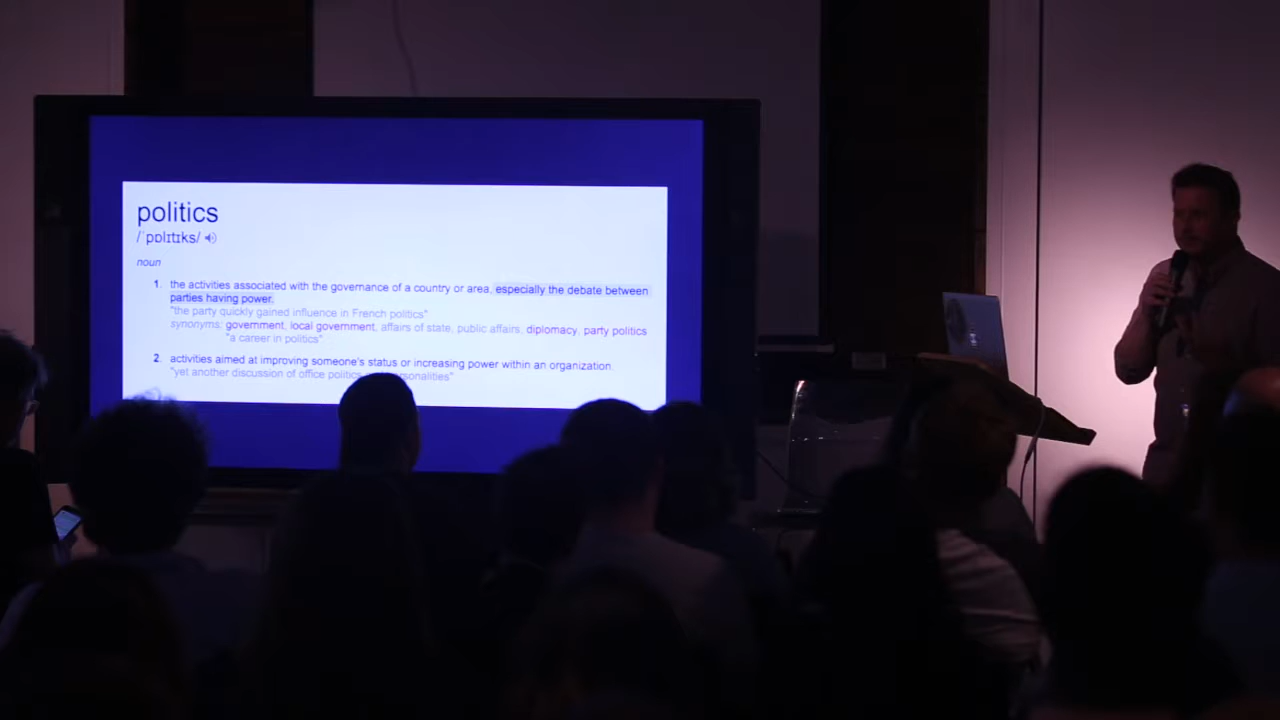 politics
/ˈpɒlɪtɪks/
noun
1. the activities associated with the governance of a country or area, especially the debate between
parties having power.
"the party quickly gained influence in French politics"
synonyms: government, local government, affairs of state, public affairs, diplomacy, party politics
"a career in politics"
2. activities aimed at improving someone's status or increasing power within an organization.
"yet another discussion of office politics personalities"